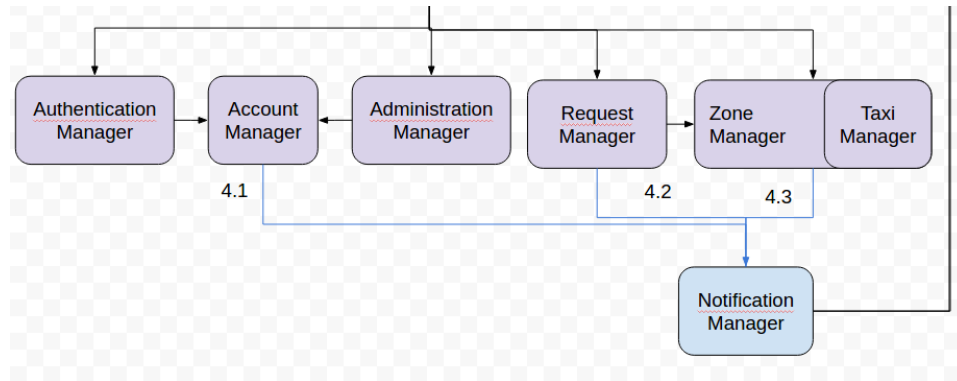 Authentication
Manager
Account
Manager
Administration
Manager
Request
Manager
Zone
Manager
Taxi
Manager
4.1
4.2
4.3
Notification
Manager